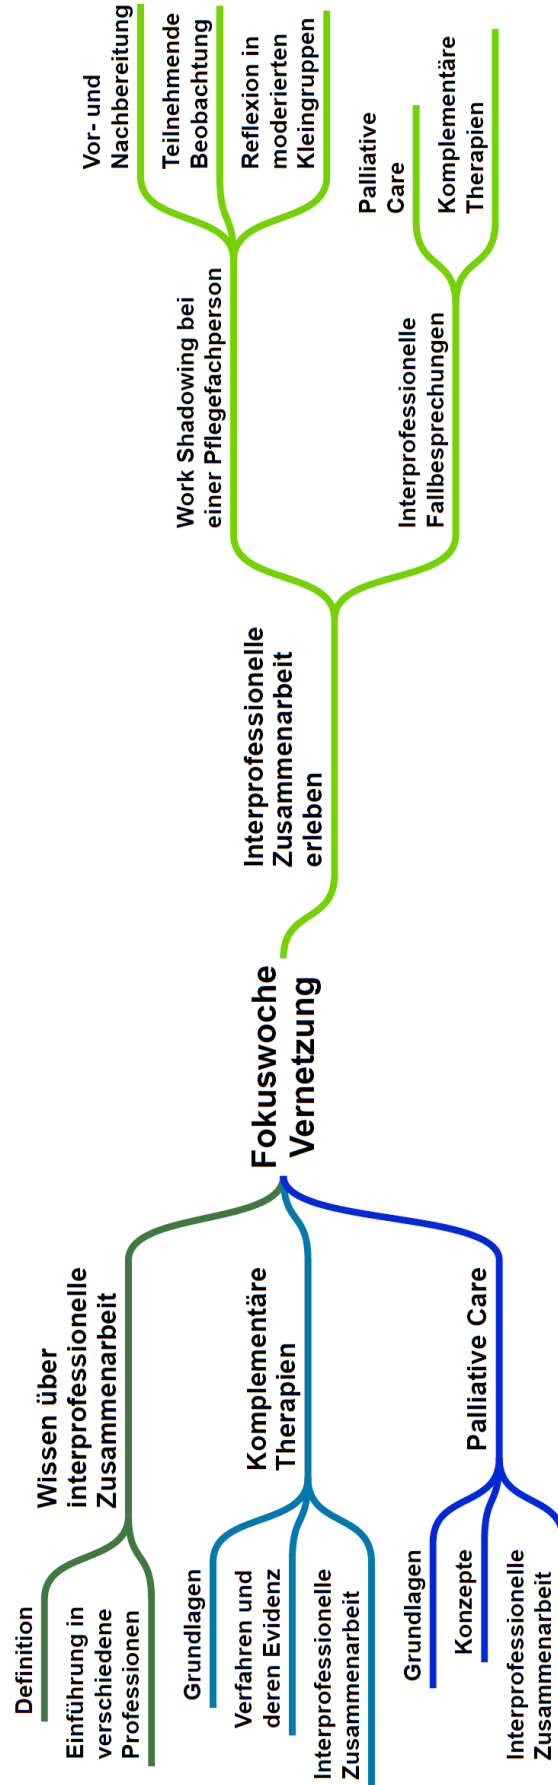 Definition
Einführung in
verschiedene
Professionen
Wissen über
interprofessionelle
Zusammenarbeit
Grundlagen
Verfahren und
deren Evidenz
Interprofessionelle
Zusammenarbeit
Komplementäre
Therapien
Grundlagen
Konzepte
Interprofessionelle
Zusammenarbeit
Palliative Care
Fokuswoche
Vernetzung
Interprofessionelle
Zusammenarbeit
erleben
Work Shadowing bei
einer Pflegefachperson
Vor- und
Nachbereitung
Teilnehmende
Beobachtung
Reflexion in
moderierten
Kleingruppen
Interprofessionelle
Fallbesprechungen
Palliative
Care
Komplementäre
Therapien